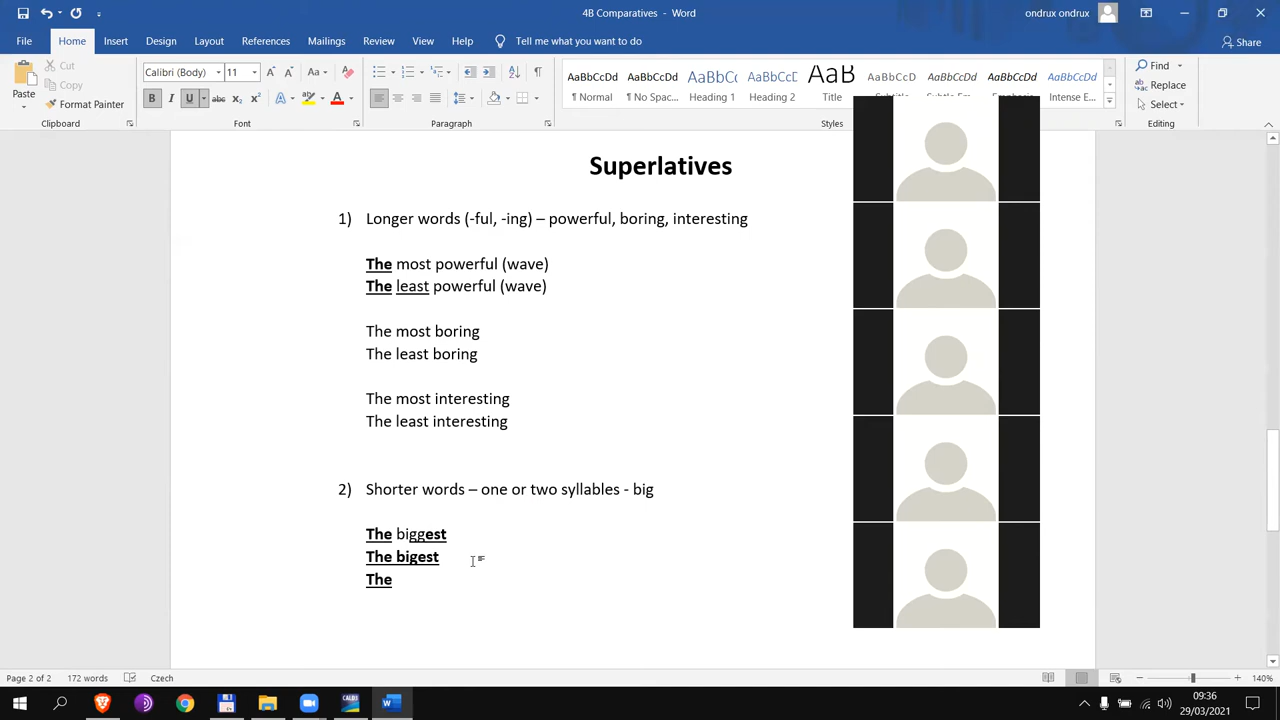 4B Comparatives - Word
ondrux ondrux
File Home Insert Design Layout References Mailings Review View Help Tell me what you want to do Share
Paste
Cut
Copy
Format Painter
Clipboard
Calibri (Body) 11
Font
Paragraph
AaBbCcDd AaBbCcDd AaBbCc AaBbCcD AaB AaBbCcDd AaBbCcDd AaBbCcDd AaBbCcDd
¶ Normal ¶ No Spac... Heading 1 Heading 2 Title Intense E...
Styles
Find
Replace
Select
Editing
Superlatives
1) Longer words (-ful, -ing) – powerful, boring, interesting
The most powerful (wave)
The least powerful (wave)
The most boring
The least boring
The most interesting
The least interesting
2) Shorter words – one or two syllables - big
The biggest
The bigest
The
Page 2 of 2 172 words Czech 140%
CALIBJ
09:36
29/03/2021